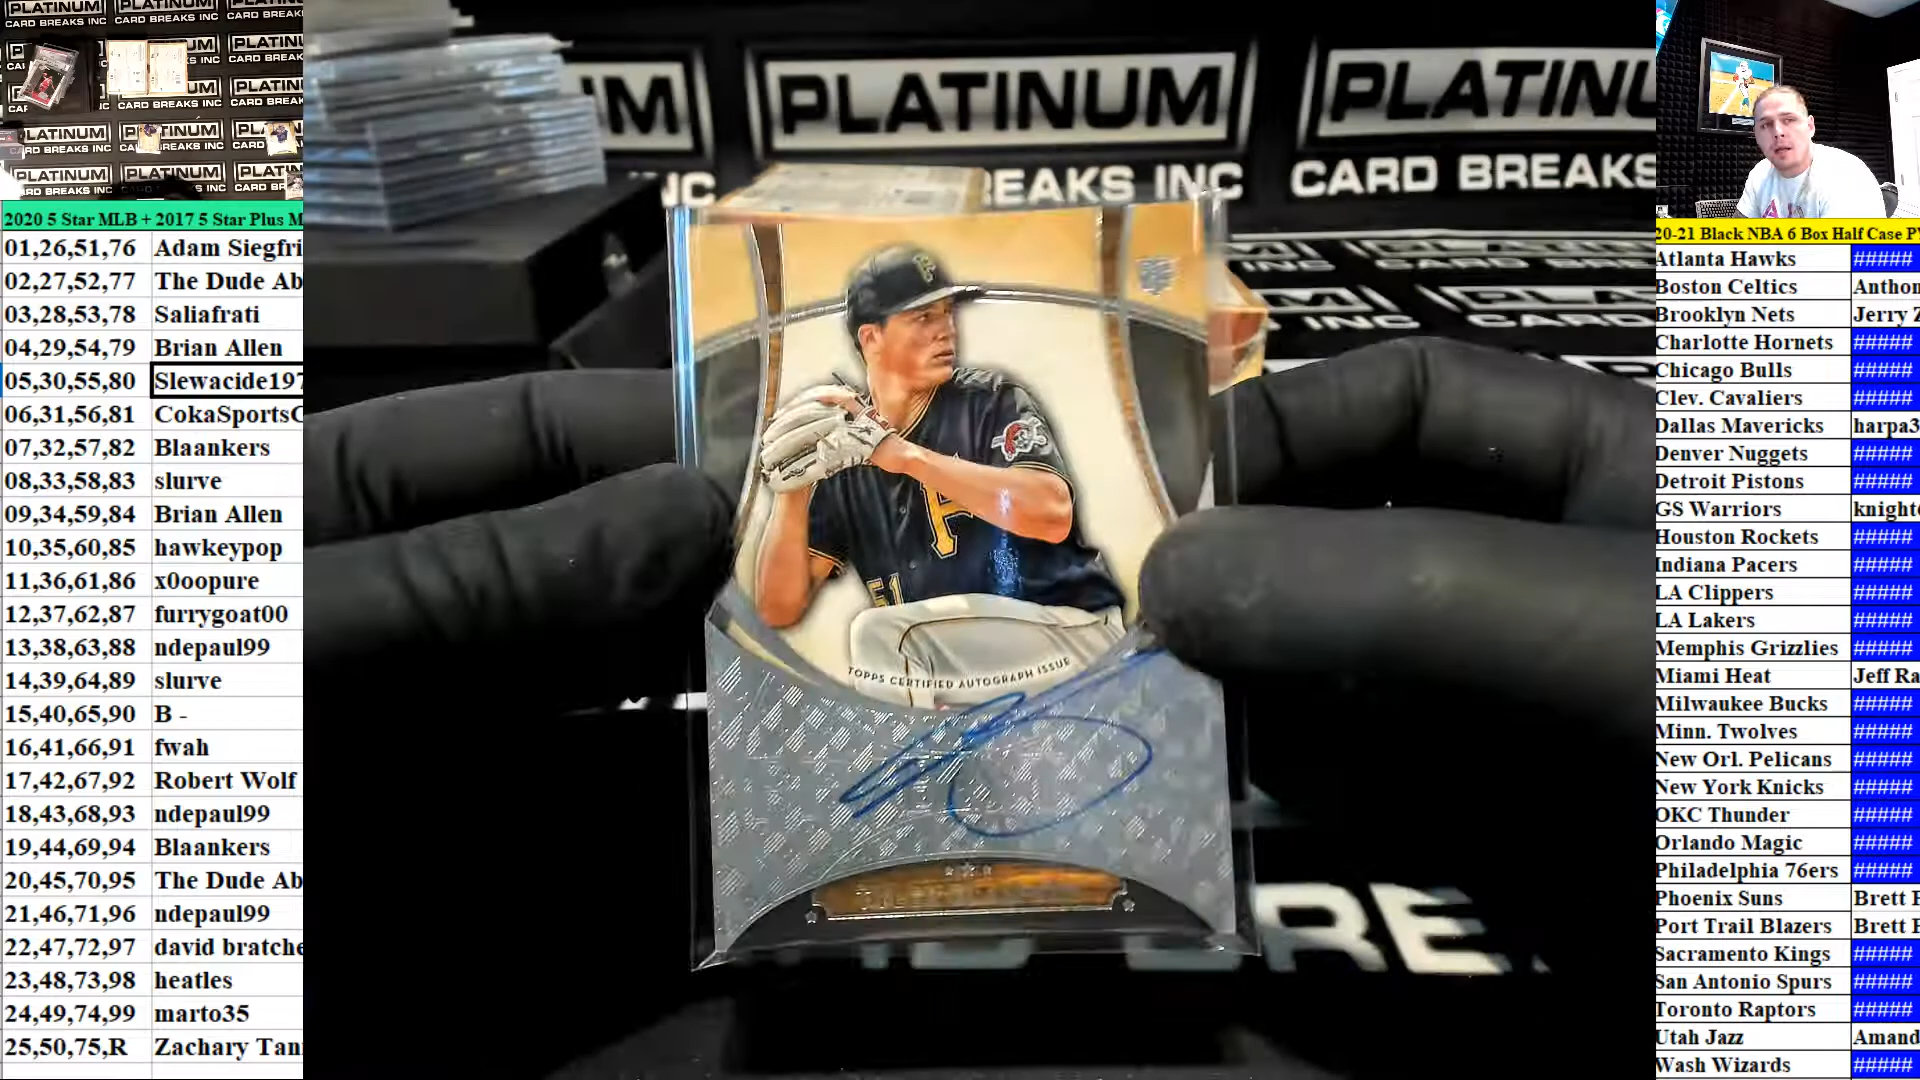 PLATINUM
CARD BREAKS INC
PLATINUM
CARD BREAKS INC
TOPPS CERTIFIED AUTOGRAPH ISSUE
P
51
2020 5 Star MLB + 2017 5 Star Plus M
01,26,51,76 Adam Siegfri
02,27,52,77 The Dude Ab
03,28,53,78 Saliafrati
04,29,54,79 Brian Allen
05,30,55,80 Slewacide197
06,31,56,81 CokaSportsC
07,32,57,82 Blaankers
08,33,58,83 slurve
09,34,59,84 Brian Allen
10,35,60,85 hawkeypop
11,36,61,86 x0oopure
12,37,62,87 furrygoat00
13,38,63,88 ndepaul99
14,39,64,89 slurve
15,40,65,90 B -
16,41,66,91 fwah
17,42,67,92 Robert Wolf
18,43,68,93 ndepaul99
19,44,69,94 Blaankers
20,45,70,95 The Dude Ab
21,46,71,96 ndepaul99
22,47,72,97 david bratche
23,48,73,98 heatles
24,49,74,99 marto35
25,50,75,R Zachary Tan
20-21 Black NBA 6 Box Half Case P
Atlanta Hawks #####
Boston Celtics Anthon
Brooklyn Nets Jerry Z
Charlotte Hornets #####
Chicago Bulls #####
Clev. Cavaliers #####
Dallas Mavericks harpa3
Denver Nuggets #####
Detroit Pistons #####
GS Warriors knight
Houston Rockets #####
Indiana Pacers #####
LA Clippers #####
LA Lakers #####
Memphis Grizzlies #####
Miami Heat Jeff Ra
Milwaukee Bucks #####
Minn. Twolves #####
New Orl. Pelicans #####
New York Knicks #####
OKC Thunder #####
Orlando Magic #####
Philadelphia 76ers #####
Phoenix Suns Brett
Port Trail Blazers Brett
Sacramento Kings #####
San Antonio Spurs #####
Toronto Raptors #####
Utah Jazz Amand
Wash Wizards #####